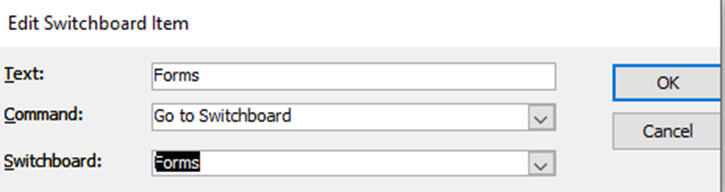 Edit Switchboard Item
Text: Forms
OK
Command: Go to Switchboard
Cancel
Switchboard: Forms